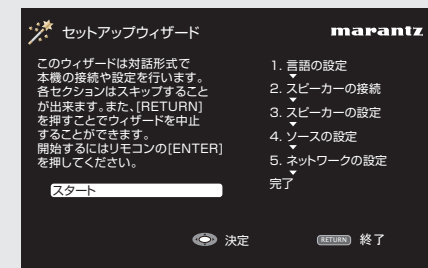 セットアップウィザード
marantz
このウィザードは対話形式で
本機の接続や設定を行います。
各セクションはスキップすること
が出来ます。また、[RETURN]
を押すことでウィザードを中止
することができます。
開始するにはリモコンの[ENTER]
を押してください。
スタート
1. 言語の設定
2. スピーカーの接続
3. スピーカーの設定
4. ソースの設定
5. ネットワークの設定
完了
決定
RETURN 終了